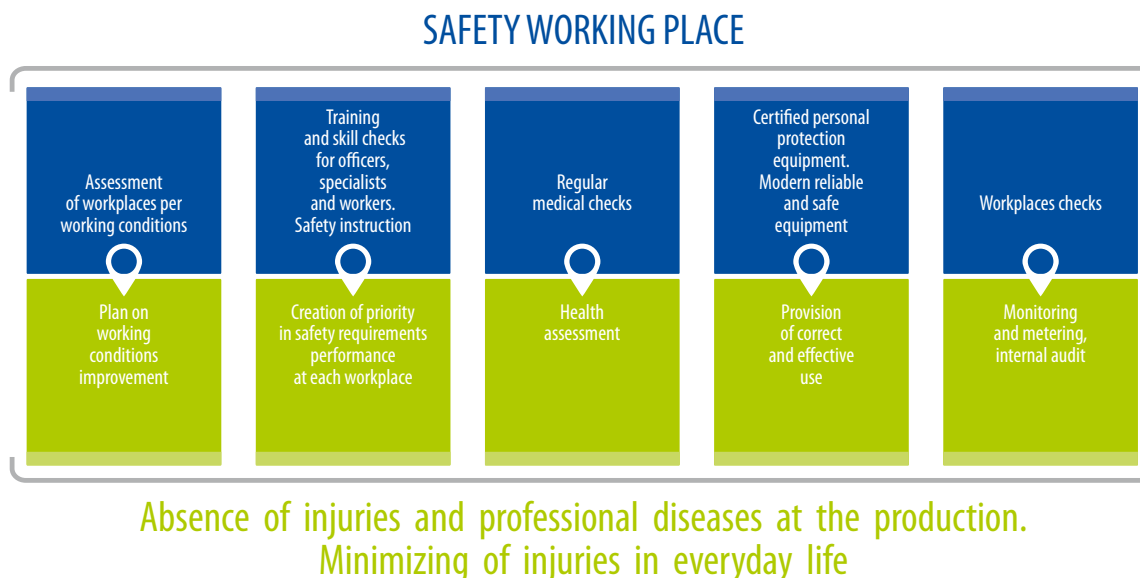 SAFETY WORKING PLACE
Assessment
of workplaces per
working conditions
Plan on
working
conditions
improvement
Training
and skill checks
for officers,
specialists
and workers.
Safety instruction
Creation of priority
in safety requirements
performance
at each workplace
Regular
medical checks
Health
assessment
Certified personal
protection
equipment.
Modern reliable
and safe
equipment
Provision
of correct
and effective
use
Workplaces checks
Monitoring
and metering,
internal audit
Absence of injuries and professional diseases at the production.
Minimizing of injuries in everyday life